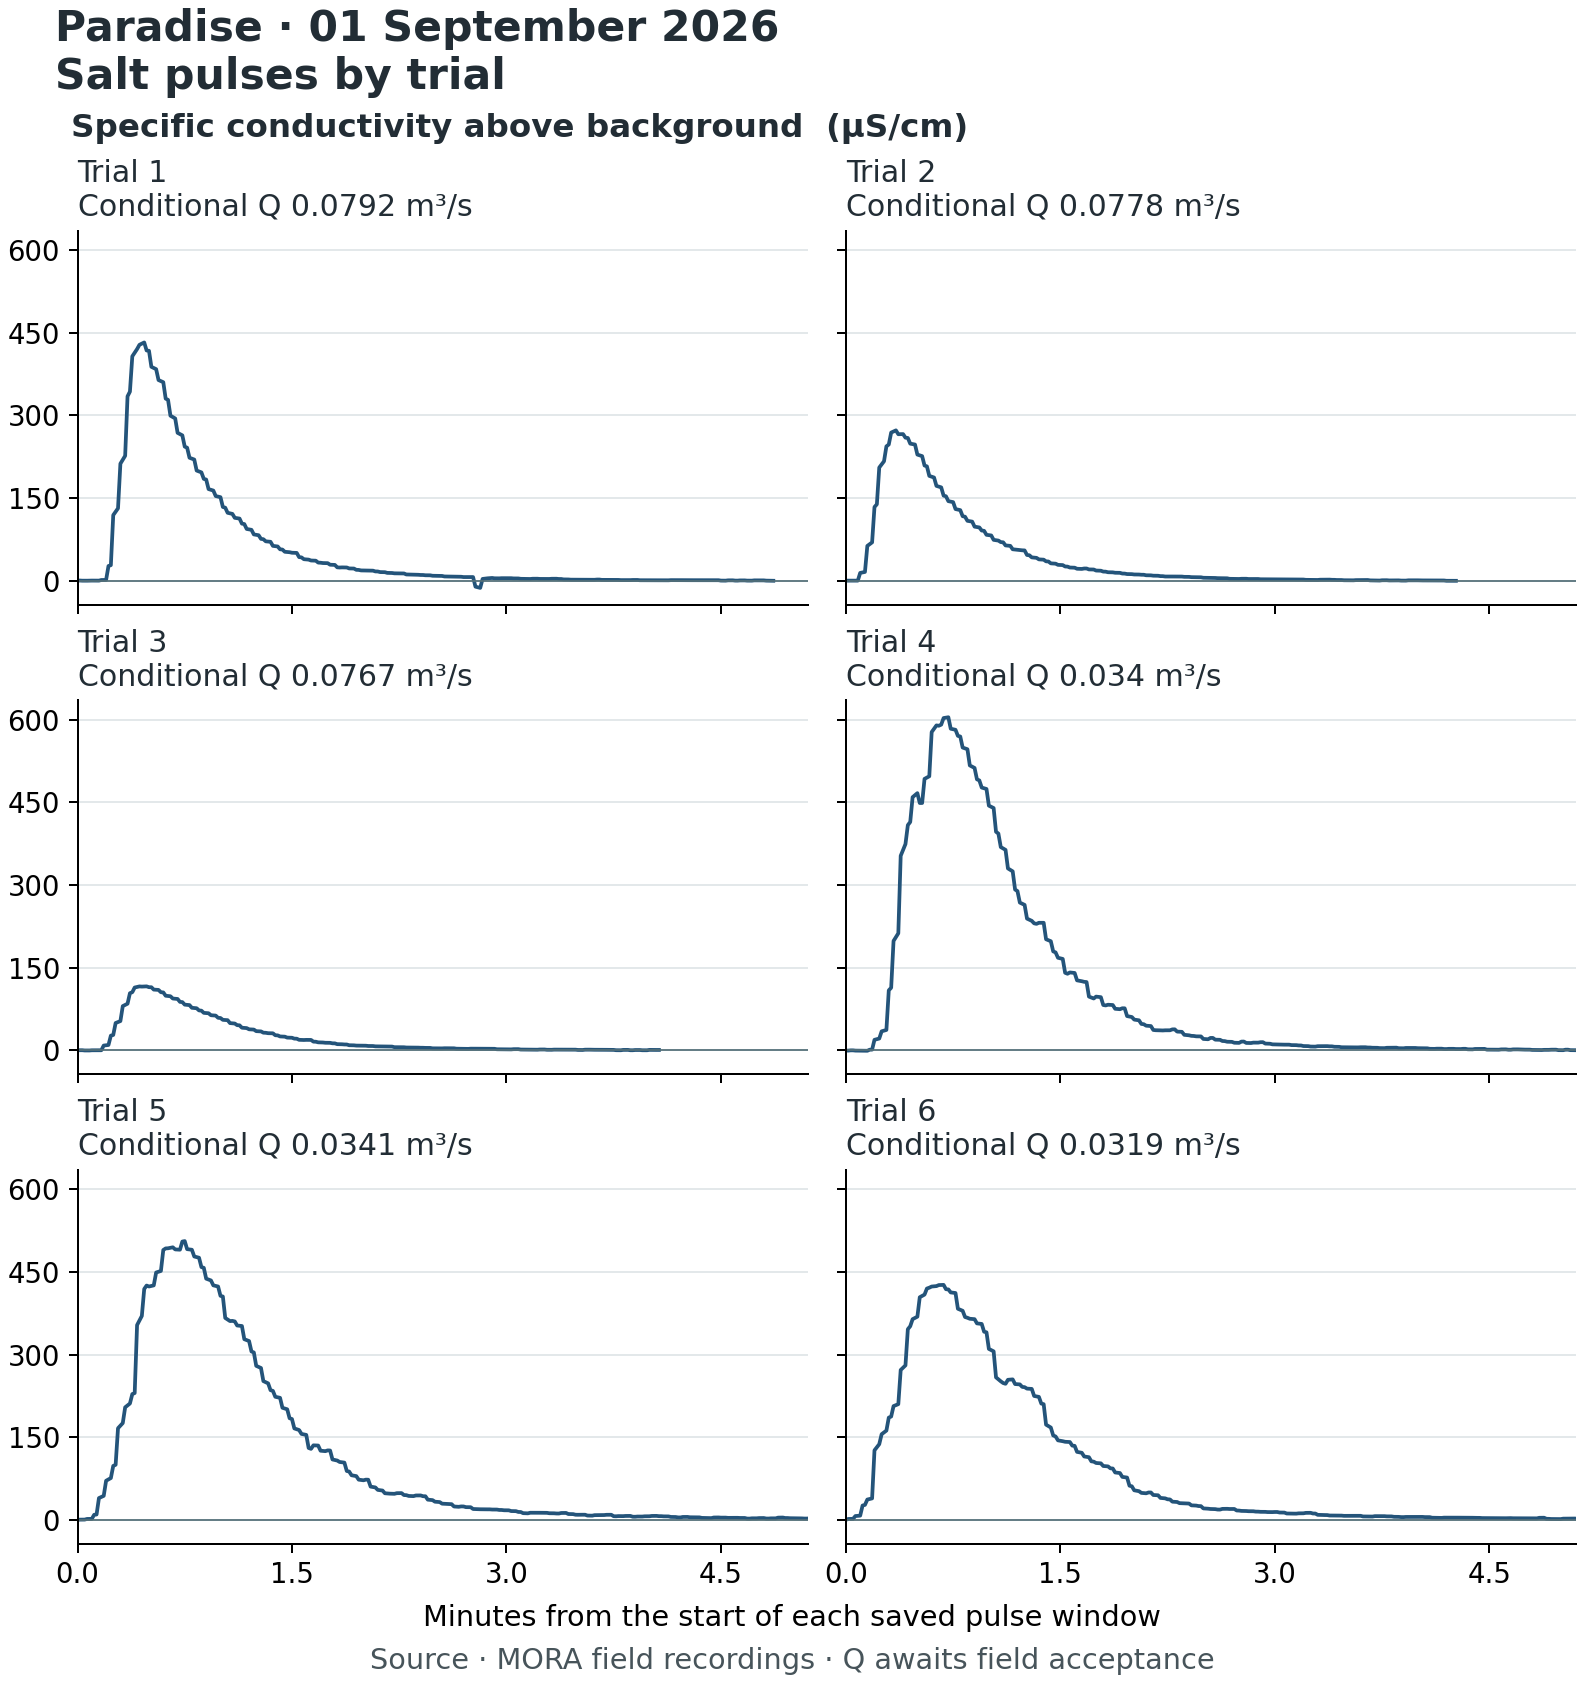 Paradise · 01 September 2026
Salt pulses by trial
Specific conductivity above background  (µS/cm)
Trial 1
Conditional Q 0.0792 m³/s
Trial 2
Conditional Q 0.0778 m³/s
600
450
300
150
0
Trial 3
Conditional Q 0.0767 m³/s
Trial 4
Conditional Q 0.034 m³/s
600
450
300
150
0
Trial 5
Conditional Q 0.0341 m³/s
Trial 6
Conditional Q 0.0319 m³/s
600
450
300
150
0
0.0 1.5 3.0 4.5 0.0 1.5 3.0 4.5
Minutes from the start of each saved pulse window
Source · MORA field recordings · Q awaits field acceptance